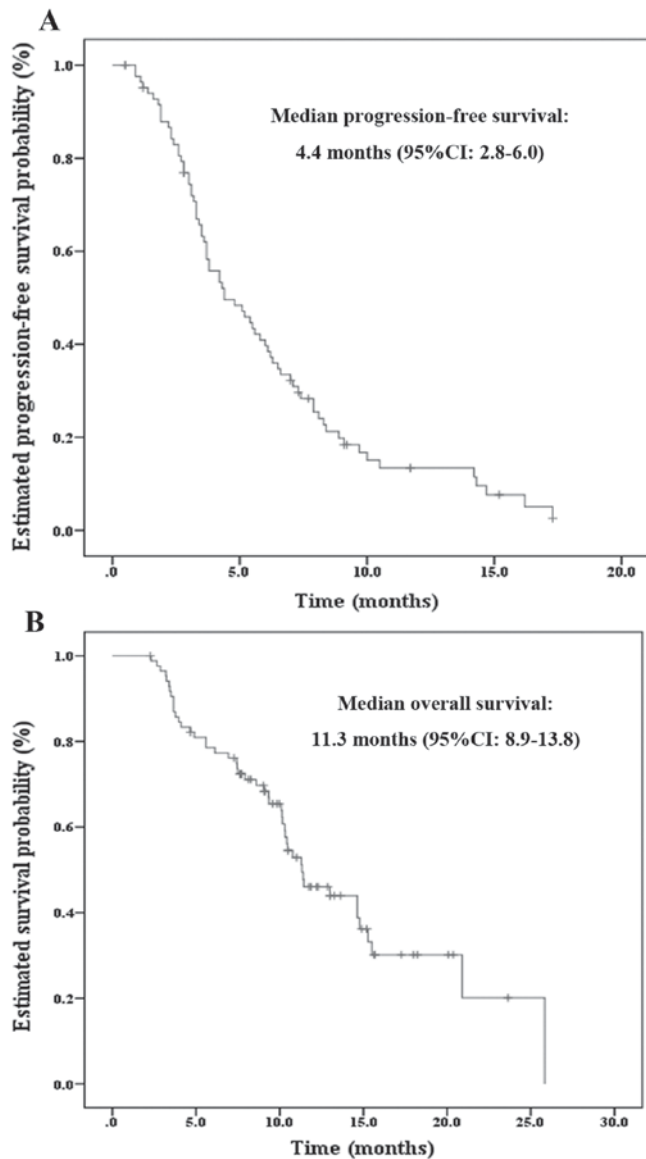 A
Estimated progression-free survival probability (%)
1.0
0.8
0.6
0.4
0.2
0.0
Median progression-free survival:
4.4 months (95%CI: 2.8-6.0)
.0 5.0 10.0 15.0 20.0
Time (months)
B
Estimated survival probability (%)
1.0
0.8
0.6
0.4
0.2
0.0
Median overall survival:
11.3 months (95%CI: 8.9-13.8)
.0 5.0 10.0 15.0 20.0 25.0 30.0
Time (months)